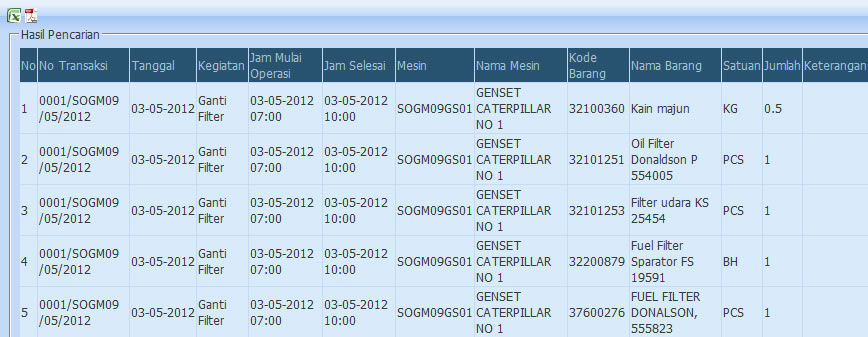 Hasil Pencarian
No No Transaksi Tanggal Kegiatan Jam Mulai Operasi Jam Selesai Mesin Nama Mesin Kode Barang Nama Barang Satuan Jumlah Keterangan
1 0001/SOGM09/05/2012 03-05-2012 Ganti Filter 03-05-2012 07:00 03-05-2012 10:00 SOGM09GS01 GENSET CATERPILLAR NO 1 32100360 Kain majun KG 0.5
2 0001/SOGM09/05/2012 03-05-2012 Ganti Filter 03-05-2012 07:00 03-05-2012 10:00 SOGM09GS01 GENSET CATERPILLAR NO 1 32101251 Oil Filter Donaldson P 554005 PCS 1
3 0001/SOGM09/05/2012 03-05-2012 Ganti Filter 03-05-2012 07:00 03-05-2012 10:00 SOGM09GS01 GENSET CATERPILLAR NO 1 32101253 Filter udara KS 25454 PCS 1
4 0001/SOGM09/05/2012 03-05-2012 Ganti Filter 03-05-2012 07:00 03-05-2012 10:00 SOGM09GS01 GENSET CATERPILLAR NO 1 32200879 Fuel Filter Sparator FS 19591 BH 1
5 0001/SOGM09/05/2012 03-05-2012 Ganti Filter 03-05-2012 07:00 03-05-2012 10:00 SOGM09GS01 GENSET CATERPILLAR NO 1 37600276 FUEL FILTER DONALSON, 555823 PCS 1